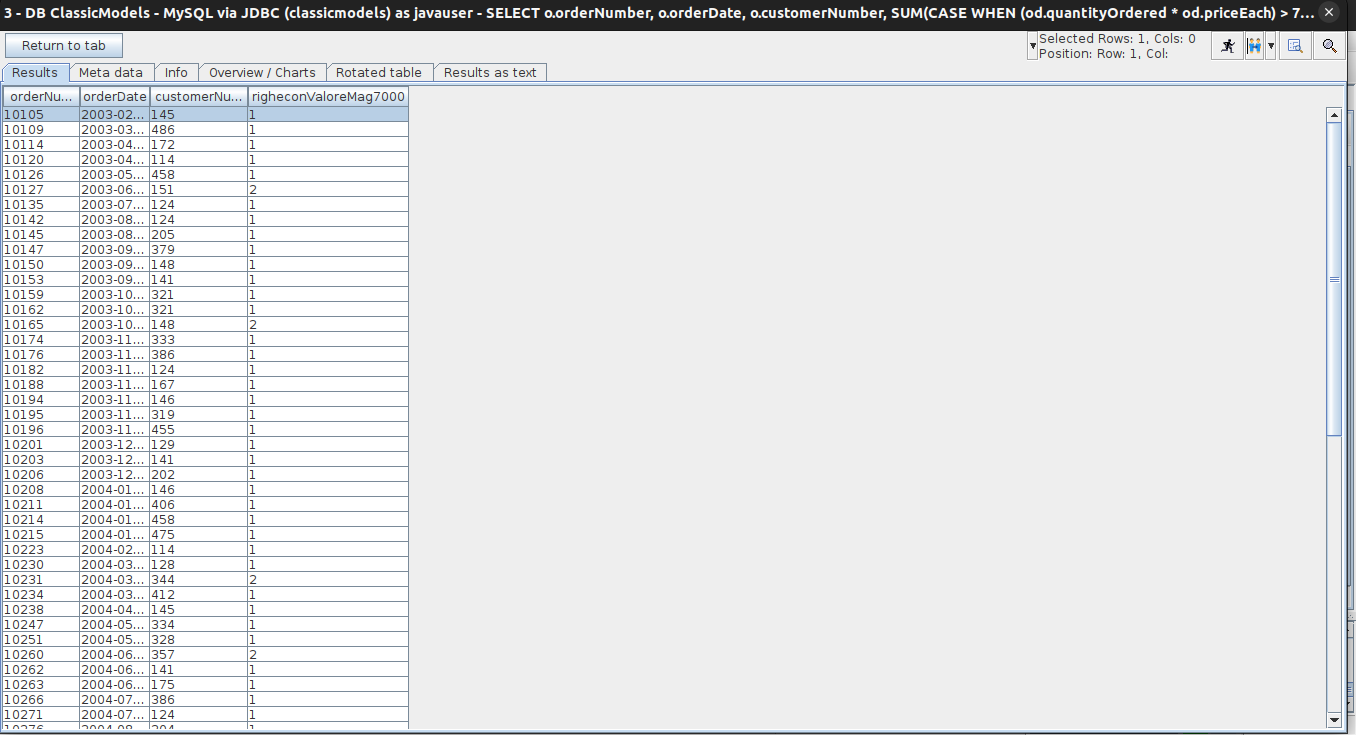 3 - DB ClassicModels - MySQL via JDBC (classicmodels) as javauser - SELECT o.orderNumber, o.orderDate, o.customerNumber, SUM(CASE WHEN (od.quantityOrdered * od.priceEach) > 7...
Return to tab
Selected Rows: 1, Cols: 0
Position: Row: 1, Col:
Results Meta data Info Overview / Charts Rotated table Results as text
orderNu... orderDate customerNu... righeconValoreMag7000
10105 2003-02... 145 1
10109 2003-03... 486 1
10114 2003-04... 172 1
10120 2003-04... 114 1
10126 2003-05... 458 1
10127 2003-06... 151 2
10135 2003-07... 124 1
10142 2003-08... 124 1
10145 2003-08... 205 1
10147 2003-09... 379 1
10150 2003-09... 148 1
10153 2003-09... 141 1
10159 2003-10... 321 1
10162 2003-10... 321 1
10165 2003-10... 148 2
10174 2003-11... 333 1
10176 2003-11... 386 1
10182 2003-11... 124 1
10188 2003-11... 167 1
10194 2003-11... 146 1
10195 2003-11... 319 1
10196 2003-11... 455 1
10201 2003-12... 129 1
10203 2003-12... 141 1
10206 2003-12... 202 1
10208 2004-01... 146 1
10211 2004-01... 406 1
10214 2004-01... 458 1
10215 2004-01... 475 1
10223 2004-02... 114 1
10230 2004-03... 128 1
10231 2004-03... 344 2
10234 2004-03... 412 1
10238 2004-04... 145 1
10247 2004-05... 334 1
10251 2004-05... 328 1
10260 2004-06... 357 2
10262 2004-06... 141 1
10263 2004-06... 175 1
10266 2004-07... 386 1
10271 2004-07... 124 1